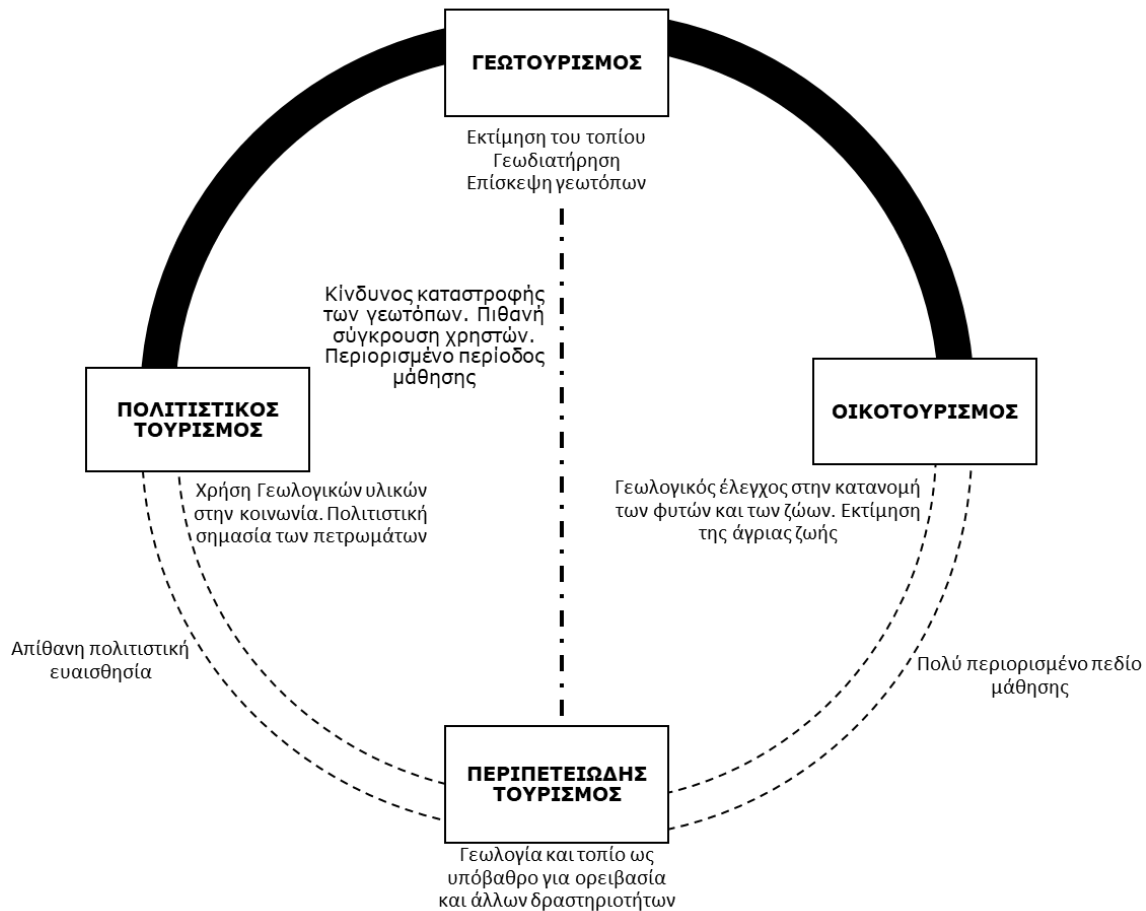 ΓΕΩΤΟΥΡΙΣΜΟΣ
Εκτίμηση του τοπίου
Γεωδιατήρηση
Επίσκεψη γεωτόπων
Κίνδυνος καταστροφής
των γεωτόπων. Πιθανή
σύγκρουση χρηστών.
Περιορισμένο περίοδος
μάθησης
ΠΟΛΙΤΙΣΤΙΚΟΣ
ΤΟΥΡΙΣΜΟΣ
ΟΙΚΟΤΟΥΡΙΣΜΟΣ
Χρήση Γεωλογικών υλικών
στην κοινωνία. Πολιτιστική
σημασία των πετρωμάτων
Γεωλογικός έλεγχος στην κατανομή
των φυτών και των ζώων. Εκτίμηση
της άγριας ζωής
Απίθανη πολιτιστική
ευαισθησία
Πολύ περιορισμένο πεδίο
μάθησης
ΠΕΡΙΠΕΤΕΙΩΔΗΣ
ΤΟΥΡΙΣΜΟΣ
Γεωλογία και τοπίο ως
υπόβαθρο για ορειβασία
και άλλων δραστηριοτήτων